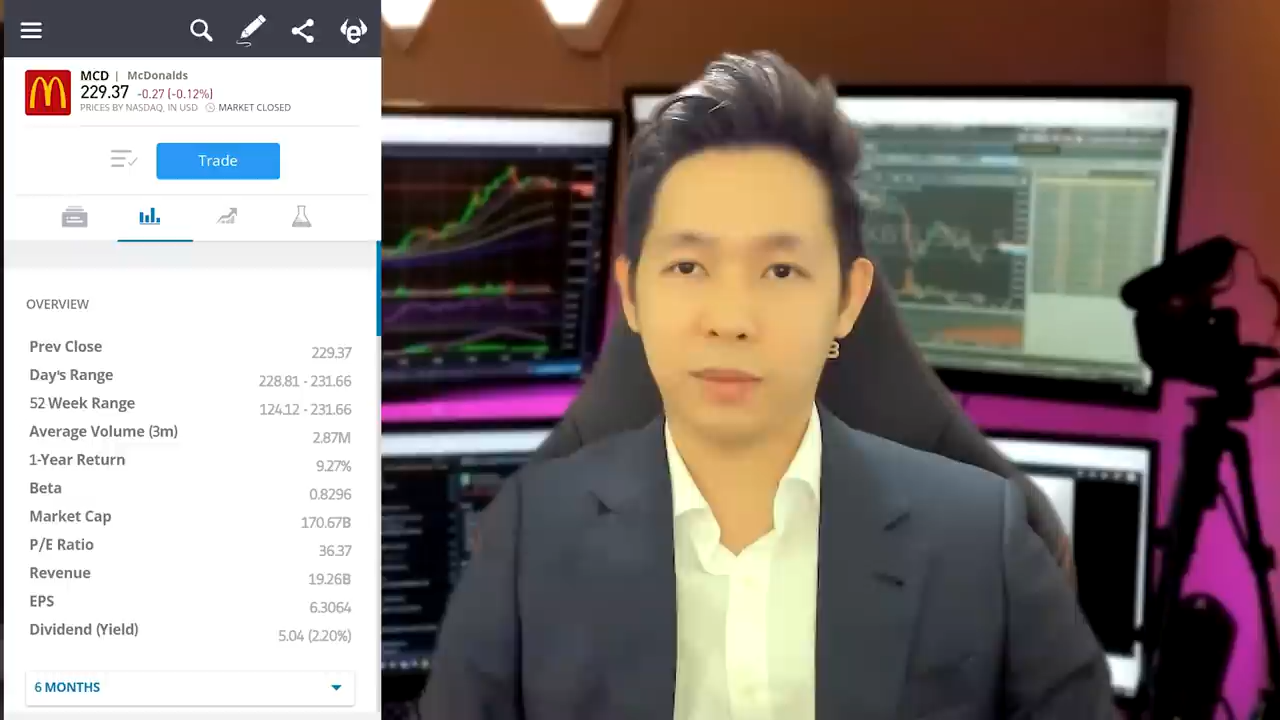 MCD | McDonalds
229.37 -0.27 (-0.12%)
PRICES BY NASDAQ, IN USD MARKET CLOSED
Trade
OVERVIEW
Prev Close 229.37
Day's Range 228.81 - 231.66
52 Week Range 124.12 - 231.66
Average Volume (3m) 2.87M
1-Year Return 9.27%
Beta 0.8296
Market Cap 170.67B
P/E Ratio 36.37
Revenue 19.26B
EPS 6.3064
Dividend (Yield) 5.04 (2.20%)
6 MONTHS